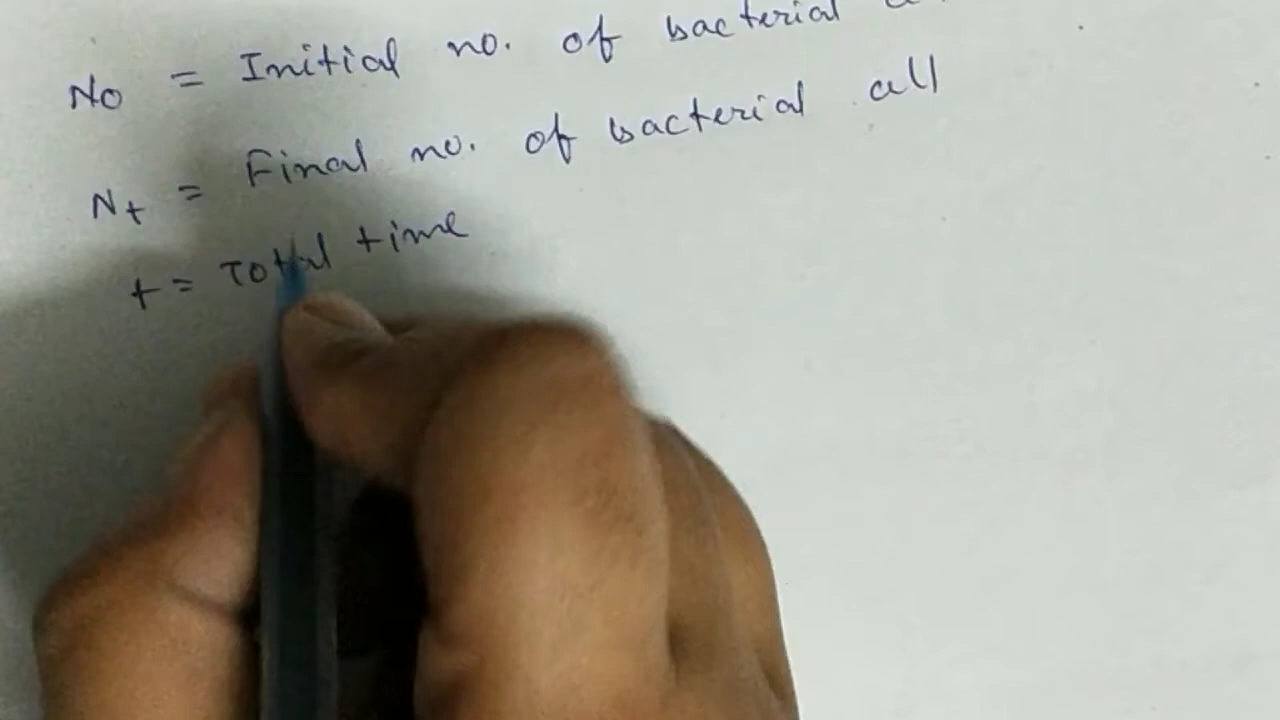 No = Initial no. of bacterial
Nt = Final no. of bacterial cell
t = Total time